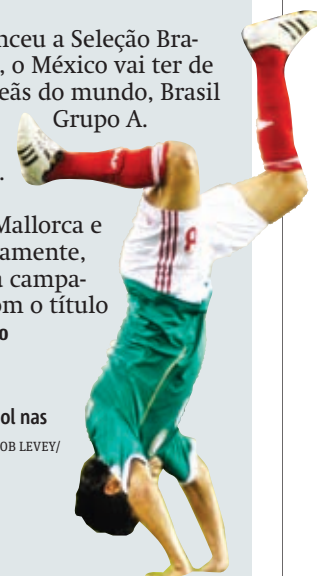 nceu a Seleção Bra-
, o México vai ter de
eãs do mundo, Brasil
Grupo A.
.
Mallorca e
amente,
a campa-
om o título
o
ol nas
OB LEVEY/
8